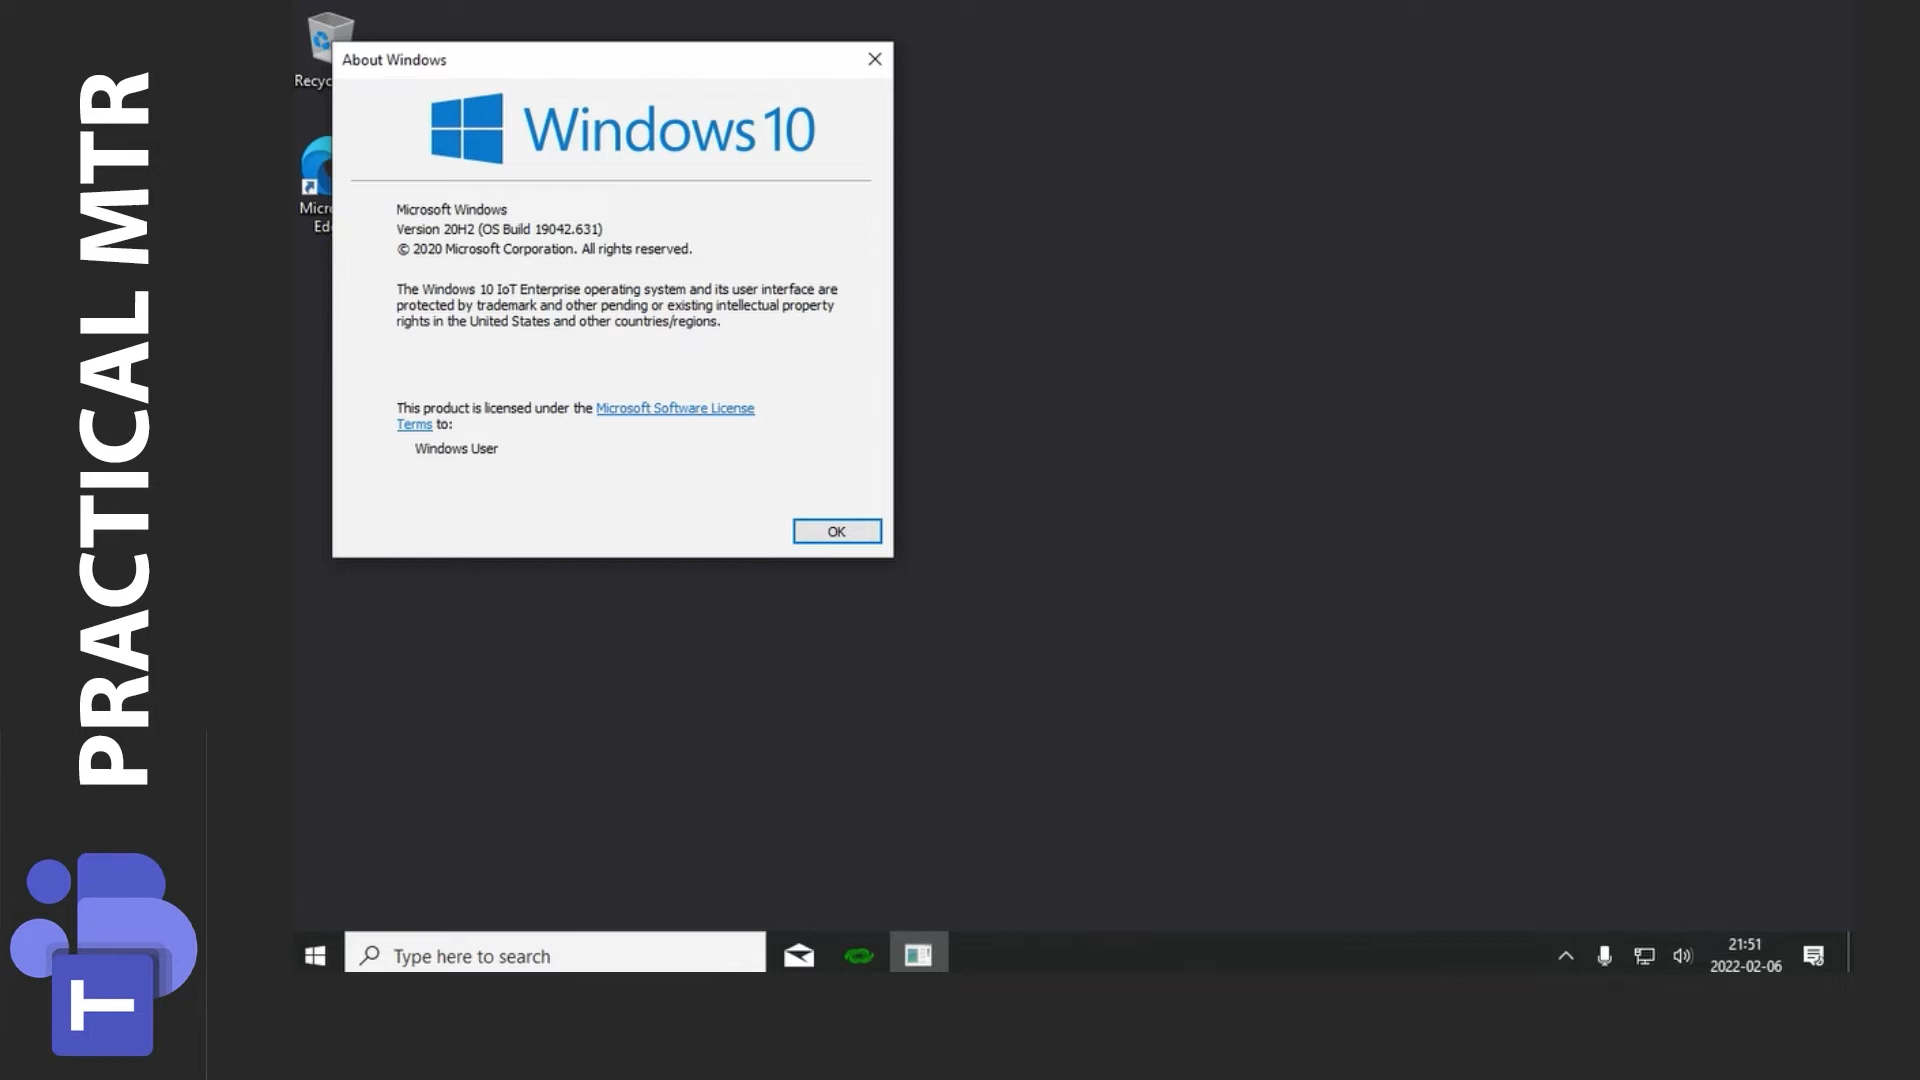 PRACTICAL MTR
T
Recyc
Micro
Ed
About Windows
Windows 10
Microsoft Windows
Version 20H2 (OS Build 19042.631)
© 2020 Microsoft Corporation. All rights reserved.
The Windows 10 IoT Enterprise operating system and its user interface are
protected by trademark and other pending or existing intellectual property
rights in the United States and other countries/regions.
This product is licensed under the Microsoft Software License
Terms to:
Windows User
OK
Type here to search
21:51
2022-02-06